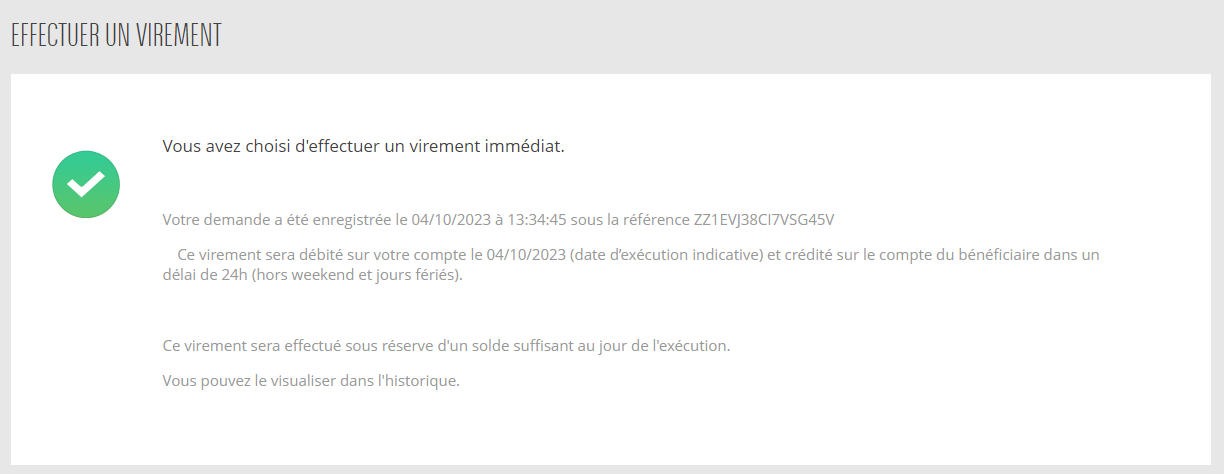 EFFECTUER UN VIREMENT
Vous avez choisi d'effectuer un virement immédiat.
Votre demande a été enregistrée le 04/10/2023 à 13:34:45 sous la référence ZZ1EVJ38CI7VSG45V
Ce virement sera débité sur votre compte le 04/10/2023 (date d’exécution indicative) et crédité sur le compte du bénéficiaire dans un
délai de 24h (hors weekend et jours fériés).
Ce virement sera effectué sous réserve d'un solde suffisant au jour de l'exécution.
Vous pouvez le visualiser dans l'historique.